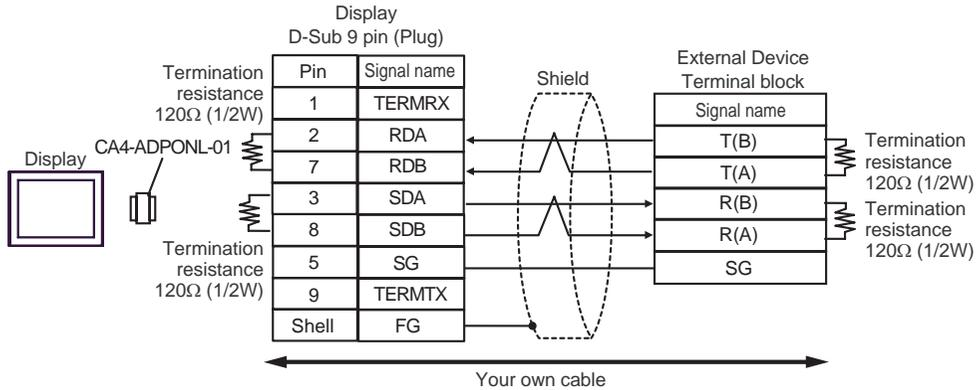 Display
D-Sub 9 pin (Plug)
Termination
resistance
120Ω (1/2W)
CA4-ADPONL-01
Display
Termination
resistance
120Ω (1/2W)
Pin Signal name
1 TERMRX
2 RDA
7 RDB
3 SDA
8 SDB
5 SG
9 TERMTX
Shell FG
Shield
External Device
Terminal block
Signal name
T(B)
T(A)
R(B)
R(A)
SG
Termination
resistance
120Ω (1/2W)
Termination
resistance
120Ω (1/2W)
Your own cable